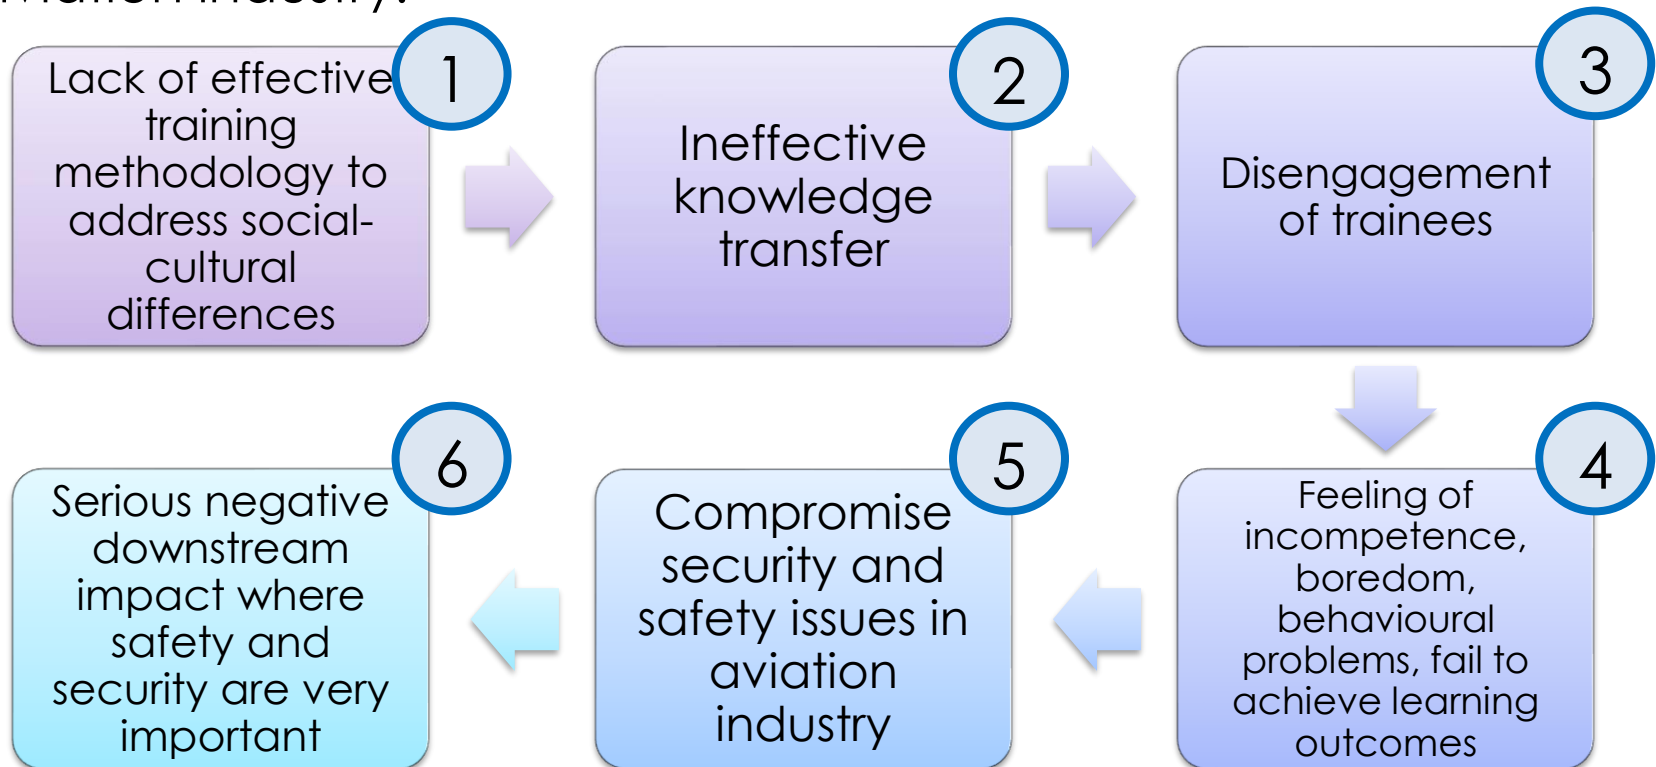 industry.
1
Lack of effective
training
methodology to
address social-
cultural
differences
2
Ineffective
knowledge
transfer
3
Disengagement
of trainees
4
Feeling of
incompetence,
boredom,
behavioural
problems, fail to
achieve learning
outcomes
5
Compromise
security and
safety issues in
aviation
industry
6
Serious negative
downstream
impact where
safety and
security are very
important